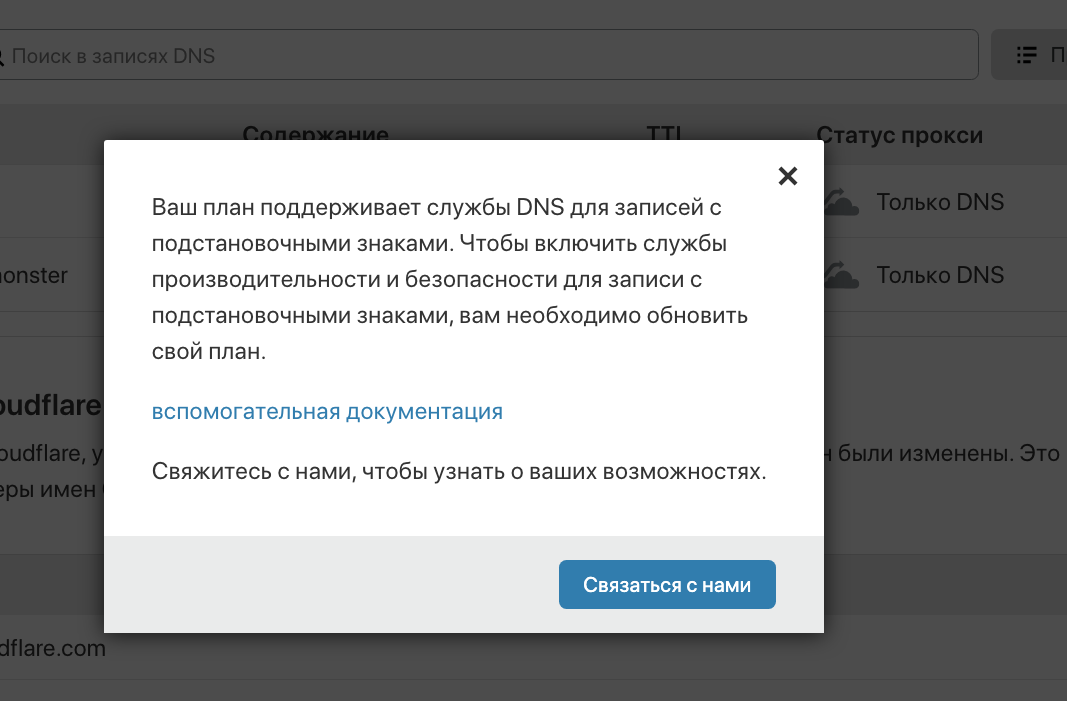 Поиск в записях DNS
Содержание TTL Статус прокси
Ваш план поддерживает службы DNS для записей с
подстановочными знаками. Чтобы включить службы
производительности и безопасности для записи с
подстановочными знаками, вам необходимо обновить
свой план.
вспомогательная документация
Свяжитесь с нами, чтобы узнать о ваших возможностях.
Связаться с нами
Только DNS
onster Только DNS
oudflare
oudflare, у н были изменены. Это
еры имен
dflare.com